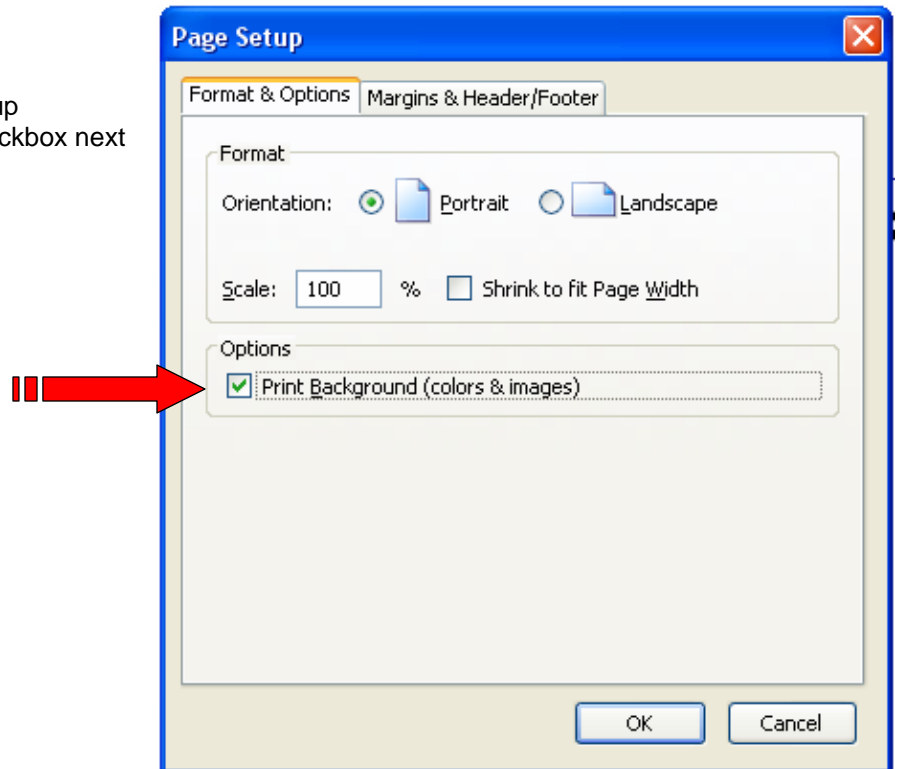 Page Setup
Format & Options Margins & Header/Footer
Format
Orientation: Portrait Landscape
Scale: 100 % Shrink to fit Page Width
Options
Print Background (colors & images)
OK Cancel
next